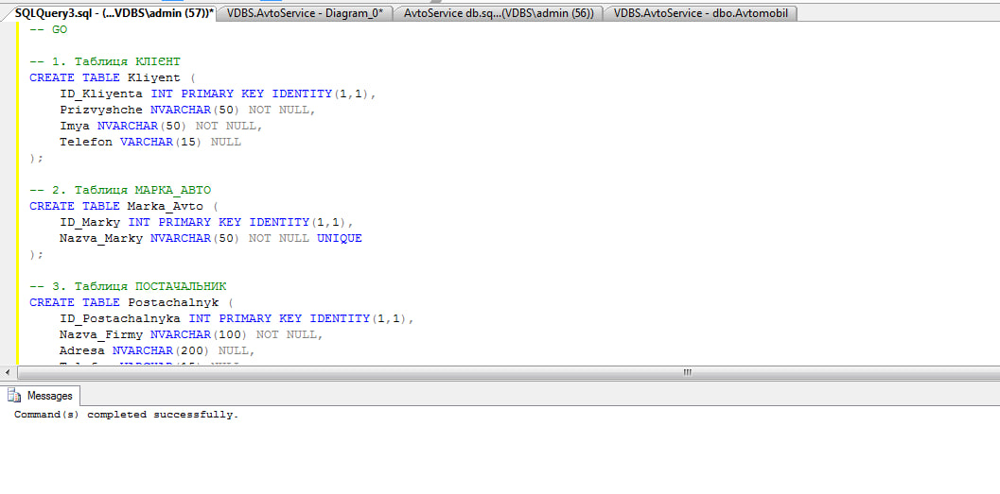 SQLQuery3.sql - (...VDBS\admin (57))* VDBS.AvtoService - Diagram_0* AvtoService db.sq...(VDBS\admin (56)) VDBS.AvtoService - dbo.Avtomobil
-- GO
-- 1. Таблиця КЛІЄНТ
CREATE TABLE Kliyent (
ID_Kliyenta INT PRIMARY KEY IDENTITY(1,1),
Prizvyshche NVARCHAR(50) NOT NULL,
Imya NVARCHAR(50) NOT NULL,
Telefon VARCHAR(15) NULL
);
-- 2. Таблиця МАРКА_АВТО
CREATE TABLE Marka_Avto (
ID_Marky INT PRIMARY KEY IDENTITY(1,1),
Nazva_Marky NVARCHAR(50) NOT NULL UNIQUE
);
-- 3. Таблиця ПОСТАЧАЛЬНИК
CREATE TABLE Postachalnyk (
ID_Postachalnyka INT PRIMARY KEY IDENTITY(1,1),
Nazva_Firmy NVARCHAR(100) NOT NULL,
Adresa NVARCHAR(200) NULL,
Messages
Command(s) completed successfully.